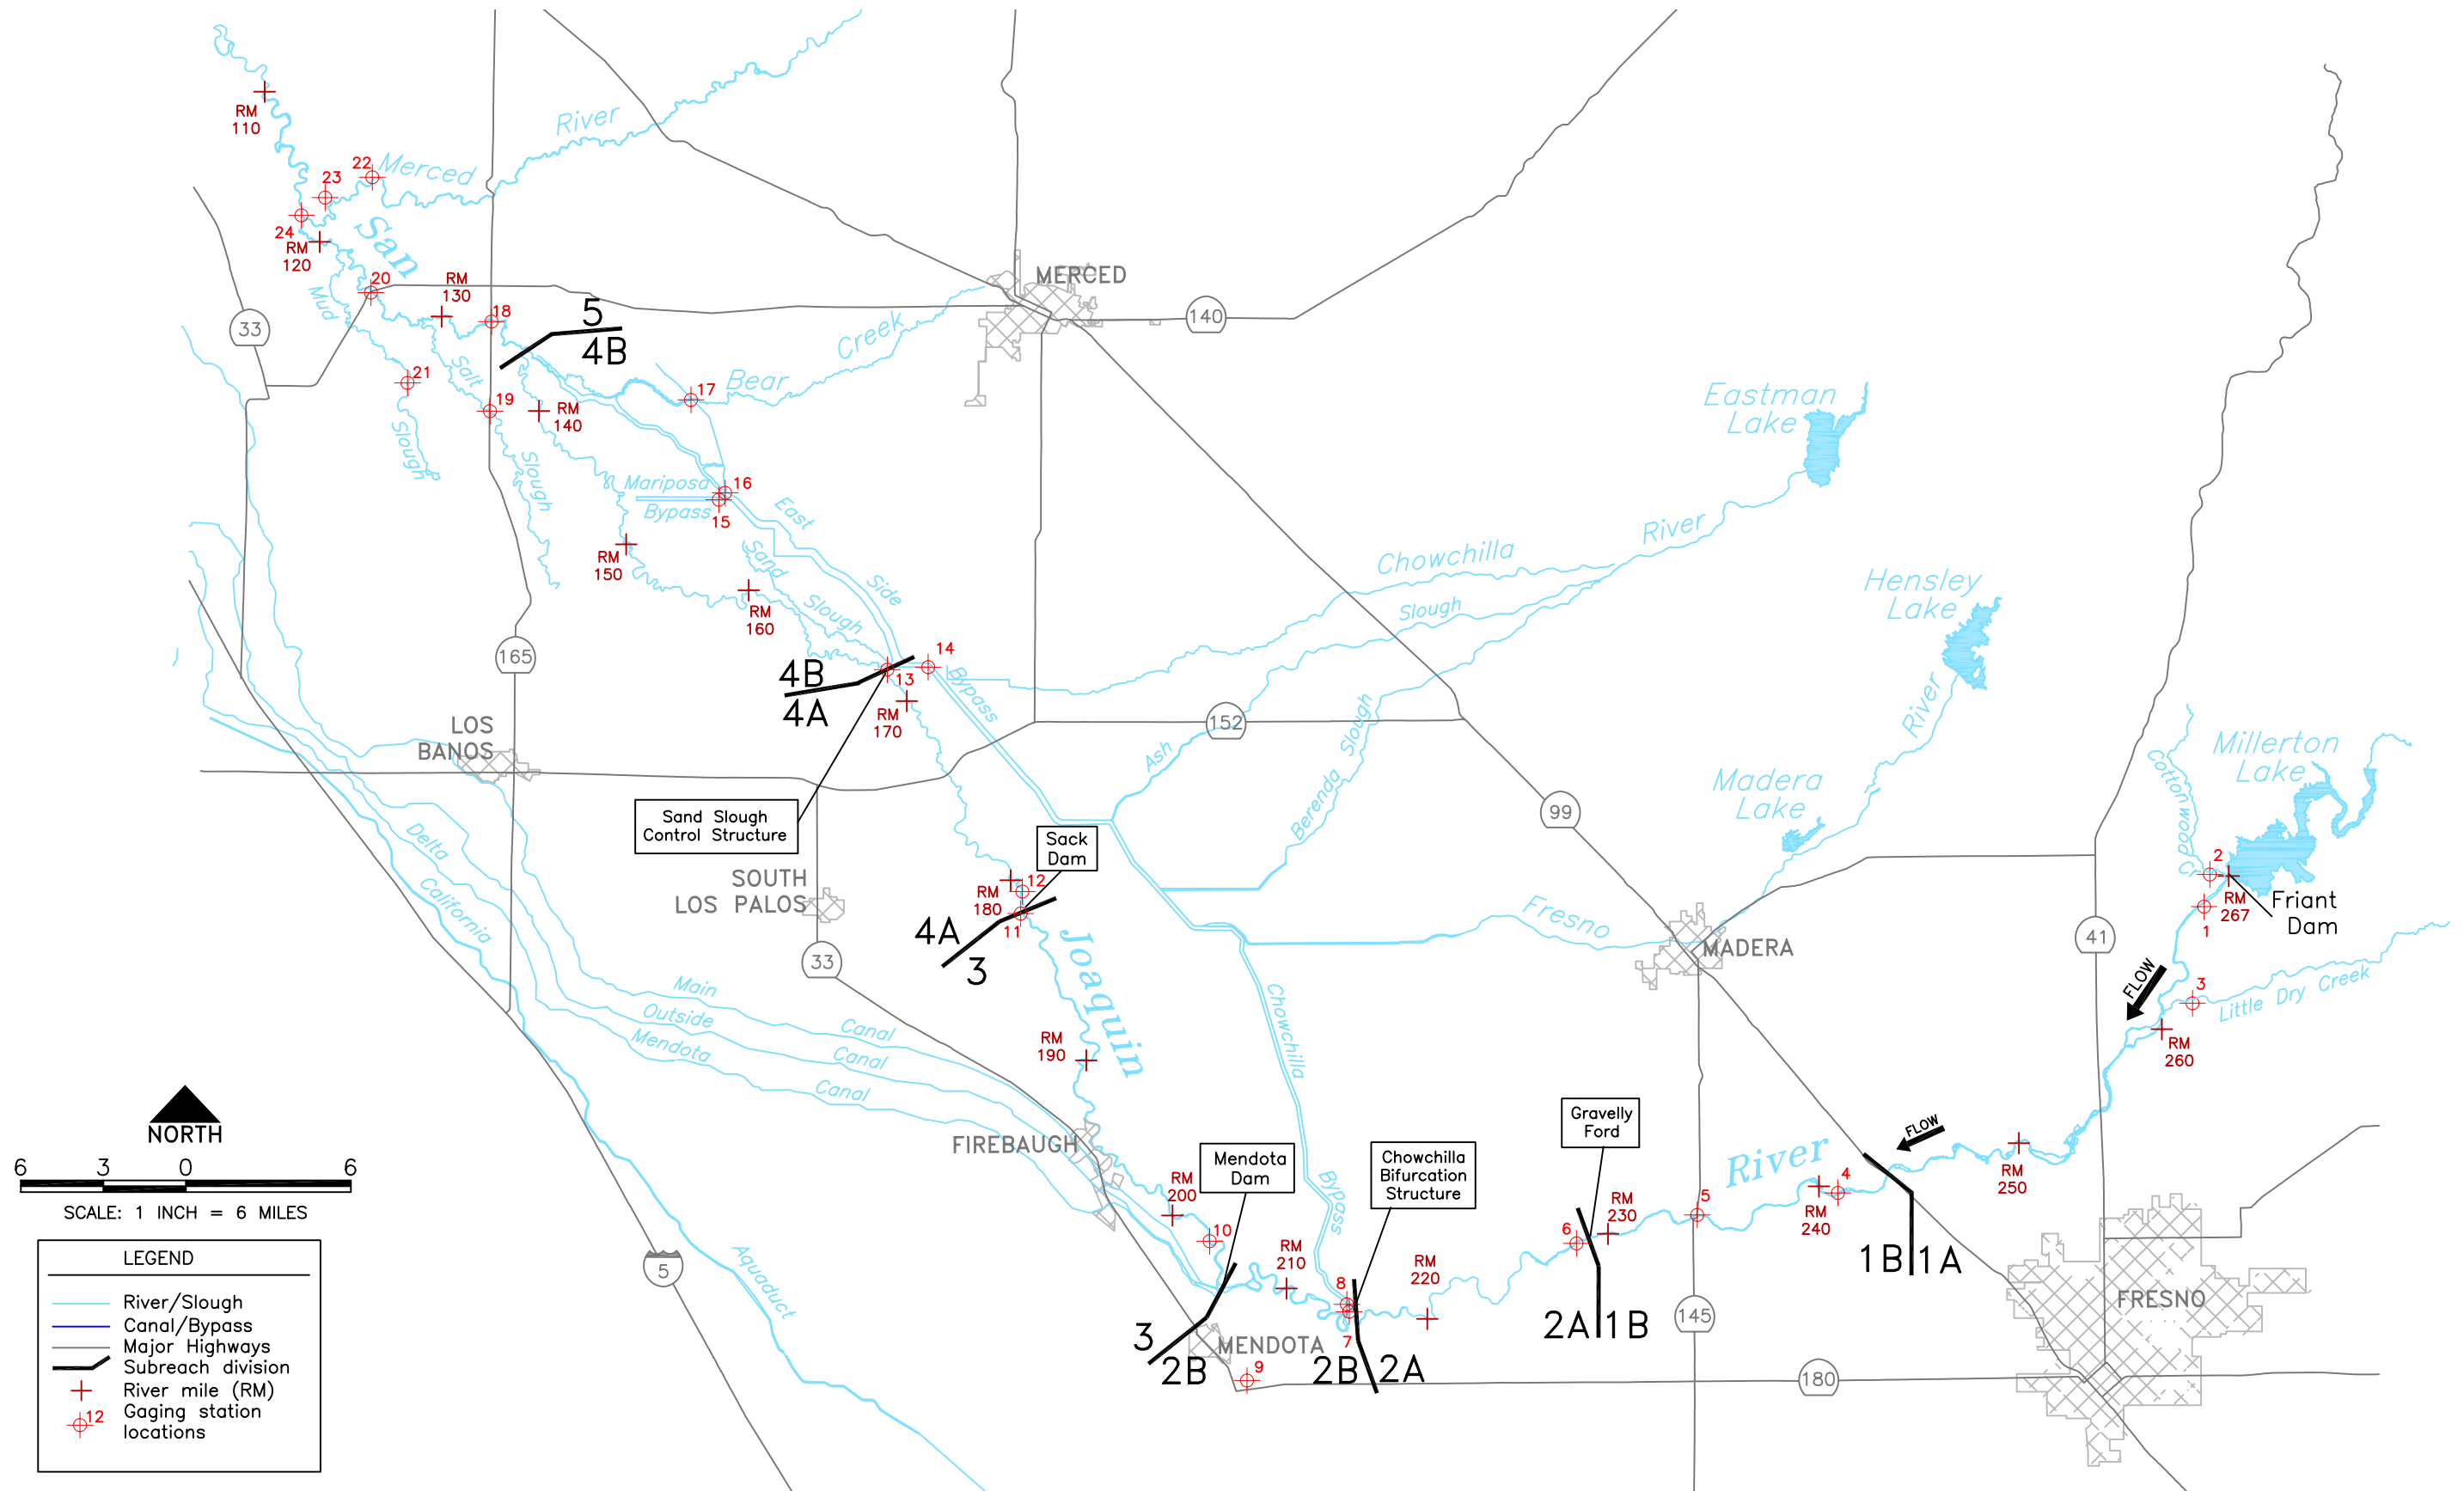 RM
110
River
Merced
22
23
24
San
RM
120
20
RM
130
Mud
18
5
4B
MERCED
140
33
Creek
Salt
21
17
Bear
19
RM
140
Eastman
Lake
Slough
Slough
Mariposa
16
Bypass
15
East
River
Sand
Chowchilla
RM
150
Side
Hensley
Lake
Slough
Slough
RM
160
165
14
4B
13
4A
Bypass
RM
170
River
LOS
BANOS
152
Ash
Berenda Slough
Cottonwood Cr
Millerton
Lake
Madera
Lake
99
Sand Slough
Control Structure
Delta
Sack
Dam
2
SOUTH
LOS PALOS
12
RM
180
RM
267
Friant
Dam
California
11
1
4A
3
Fresno
MADERA
41
33
Joaquin
FLOW
3
Little Dry Creek
Main
Canal
Outside
Canal
Mendota
Canal
Chowchilla
RM
190
RM
260
NORTH
6 3 0 6
SCALE: 1 INCH = 6 MILES
FIREBAUGH
Gravelly
Ford
FLOW
Mendota
Dam
Chowchilla
Bifurcation
Structure
River
RM
200
Bypass
RM
250
4
RM
240
5
RM
230
6
10
RM
210
RM
220
1B
1A
Aquaduct
5
8
7
2A
1B
145
FRESNO
3
2B
MENDOTA
9
2B
2A
180
LEGEND
River/Slough
Canal/Bypass
Major Highways
Subreach division
River mile (RM)
12
Gaging station
locations